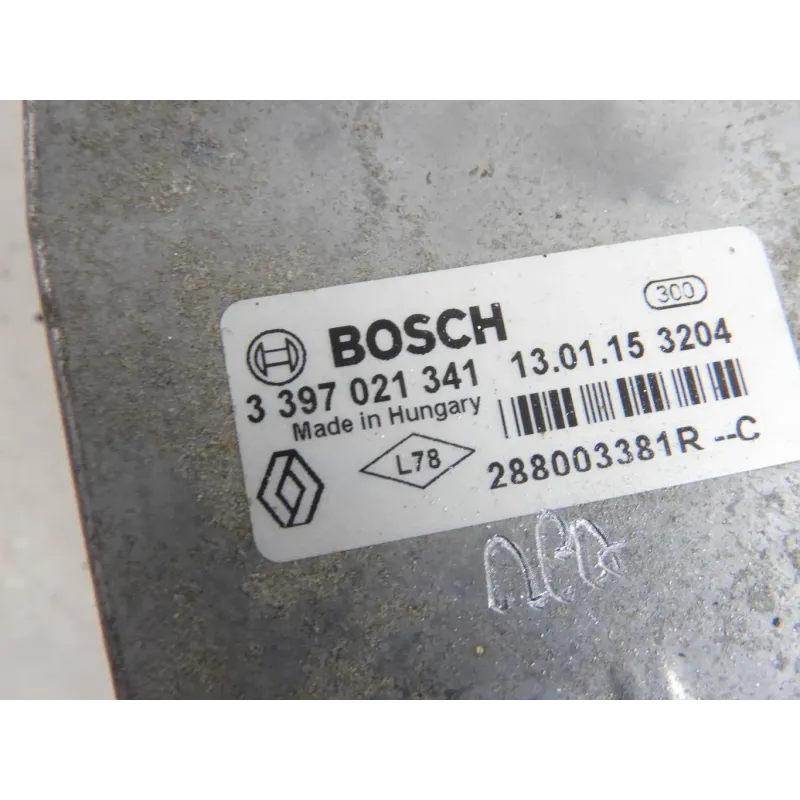 300
BOSCH
3 397 021 341 13.01.15 3204
Made in Hungary
L78
288003381R --C